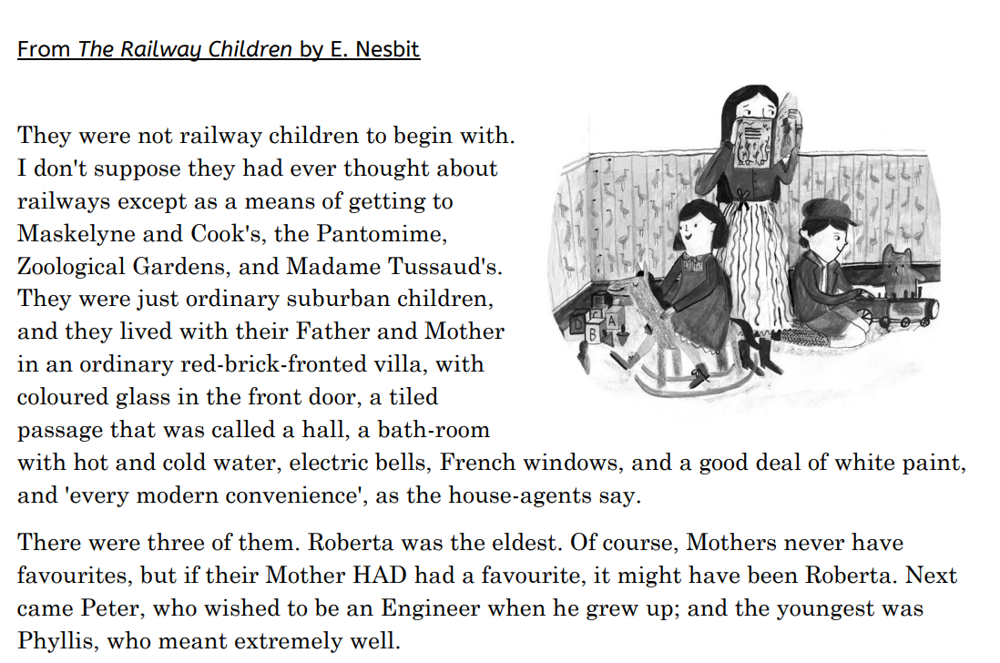 From The Railway Children by E. Nesbit
They were not railway children to begin with.
I don't suppose they had ever thought about
railways except as a means of getting to
Maskelyne and Cook's, the Pantomime,
Zoological Gardens, and Madame Tussaud's.
They were just ordinary suburban children,
and they lived with their Father and Mother
in an ordinary red-brick-fronted villa, with
coloured glass in the front door, a tiled
passage that was called a hall, a bath-room
with hot and cold water, electric bells, French windows, and a good deal of white paint,
and 'every modern convenience', as the house-agents say.
There were three of them. Roberta was the eldest. Of course, Mothers never have
favourites, but if their Mother HAD had a favourite, it might have been Roberta. Next
came Peter, who wished to be an Engineer when he grew up; and the youngest was
Phyllis, who meant extremely well.
E
D C A
B